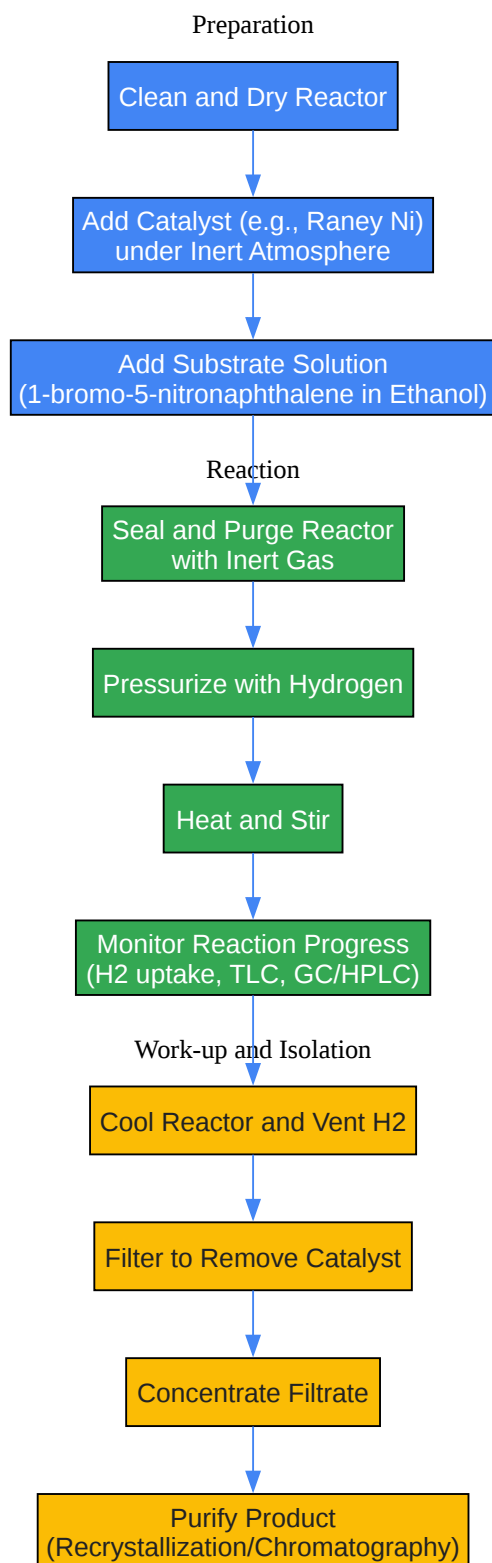 Preparation
Clean and Dry Reactor
Add Catalyst (e.g., Raney Ni)
under Inert Atmosphere
Add Substrate Solution
(1-bromo-5-nitronaphthalene in Ethanol)
Reaction
Seal and Purge Reactor
with Inert Gas
Pressurize with Hydrogen
Heat and Stir
Monitor Reaction Progress
(H2 uptake, TLC, GC/HPLC)
Work-up and Isolation
Cool Reactor and Vent H2
Filter to Remove Catalyst
Concentrate Filtrate
Purify Product
(Recrystallization/Chromatography)